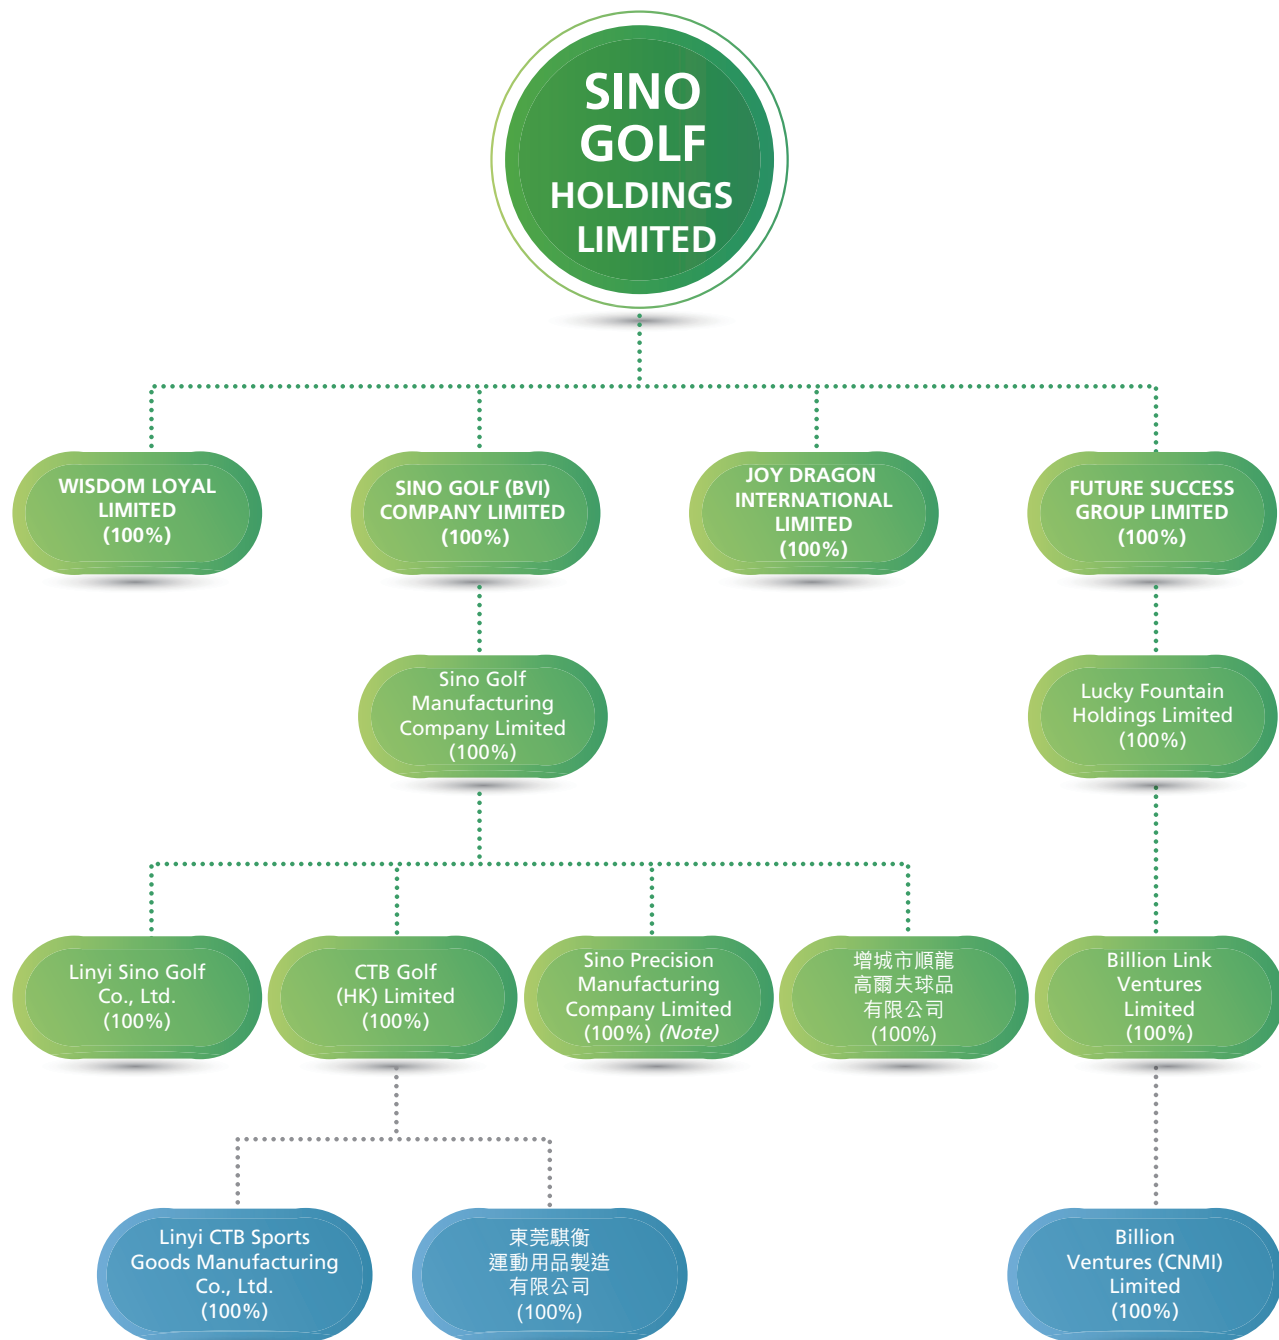 SINO
GOLF
HOLDINGS
LIMITED
WISDOM LOYAL
LIMITED
(100%)
SINO GOLF (BVI)
COMPANY LIMITED
(100%)
JOY DRAGON
INTERNATIONAL
LIMITED
(100%)
FUTURE SUCCESS
GROUP LIMITED
(100%)
Sino Golf
Manufacturing
Company Limited
(100%)
Lucky Fountain
Holdings Limited
(100%)
Linyi Sino Golf
Co., Ltd.
(100%)
CTB Golf
(HK) Limited
(100%)
Sino Precision
Manufacturing
Company Limited
(100%) (Note)
增城市順龍
高爾夫球品
有限公司
(100%)
Billion Link
Ventures
Limited
(100%)
Linyi CTB Sports
Goods Manufacturing
Co., Ltd.
(100%)
東莞騏衡
運動用品製造
有限公司
(100%)
Billion
Ventures (CNMI)
Limited
(100%)